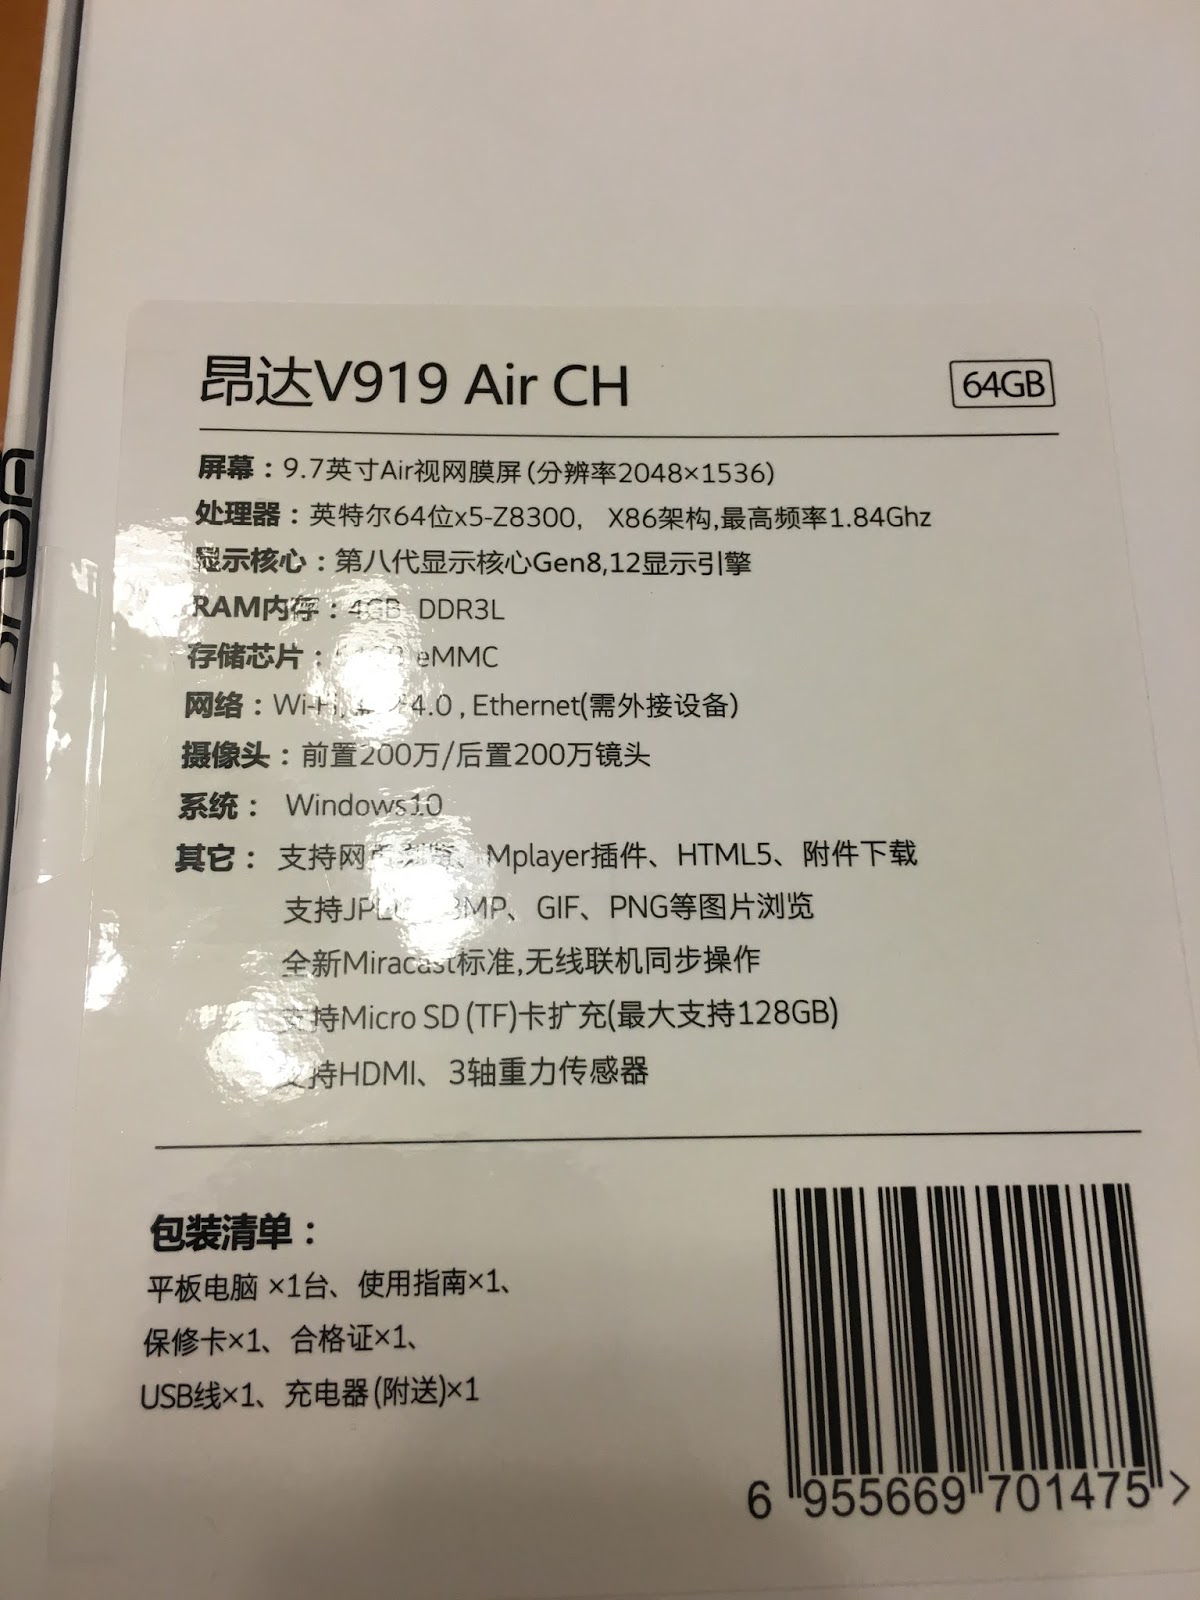 昂达V919 Air CH
64GB
屏幕：9.7英寸Air视网膜屏(分辨率2048×1536)
处理器：英特尔64位x5-Z8300, X86架构,最高频率1.84Ghz
显示核心：第八代显示核心Gen8,12显示引擎
RAM内存：4GB DDR3L
存储芯片： eMMC
网络：Wi-Fi, 4.0 , Ethernet(需外接设备)
摄像头：前置200万/后置200万镜头
系统： Windows10
其它： 支持网页浏览、Mplayer插件、HTML5、附件下载
支持JPEG、BMP、GIF、PNG等图片浏览
全新Miracast标准,无线联机同步操作
支持Micro SD (TF)卡扩充(最大支持128GB)
支持HDMI、3轴重力传感器
包装清单：
平板电脑 ×1台、使用指南×1、
保修卡×1、合格证×1、
USB线×1、充电器(附送)×1
6 955669 701475 >